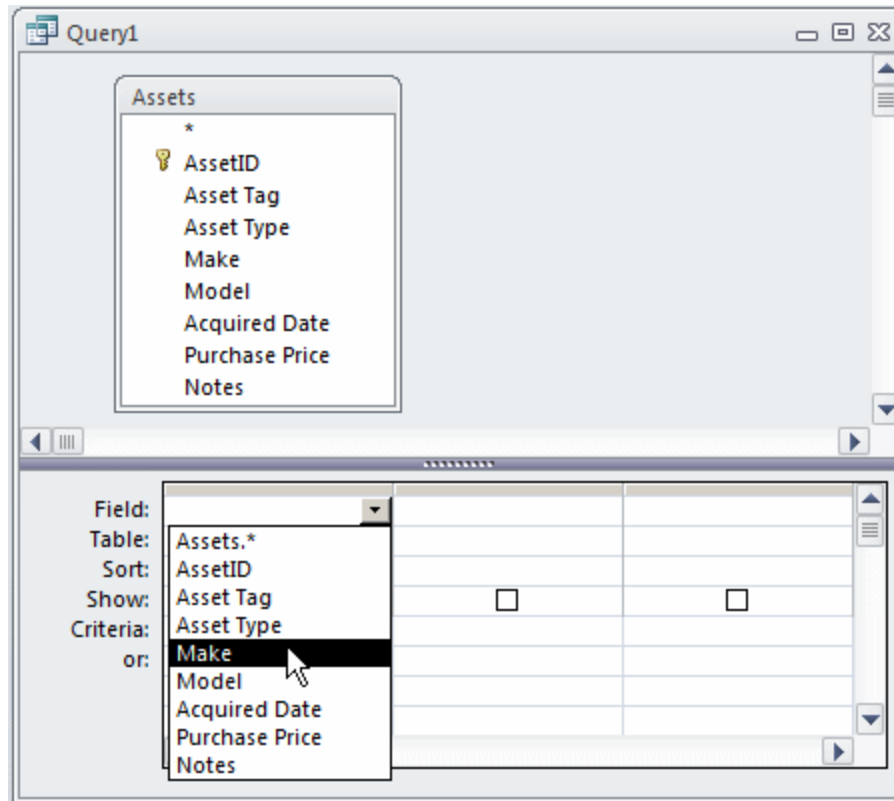 Query1
Assets
*
AssetID
Asset Tag
Asset Type
Make
Model
Acquired Date
Purchase Price
Notes
Field:
Table:
Sort:
Show:
Criteria:
or:
Assets.*
AssetID
Asset Tag
Asset Type
Make
Model
Acquired Date
Purchase Price
Notes